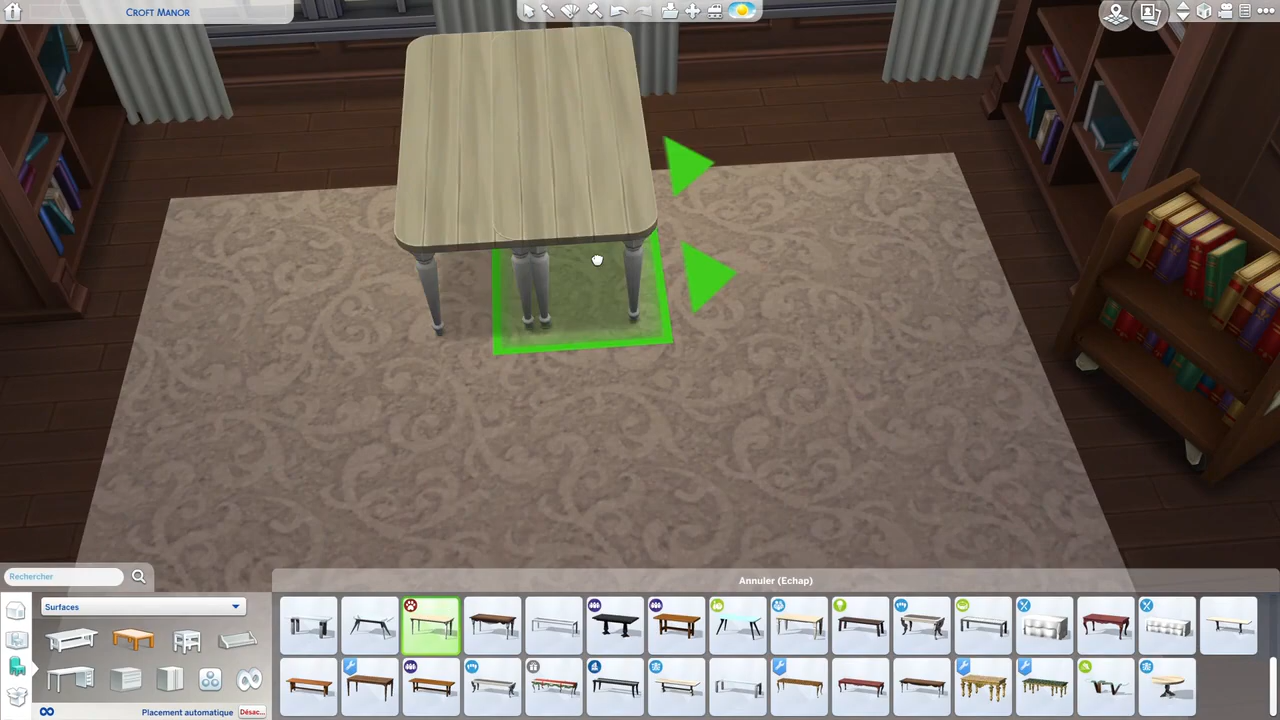 CROFT MANOR
Annuler (Echap)
Rechercher
Surfaces
Placement automatique
Désac...